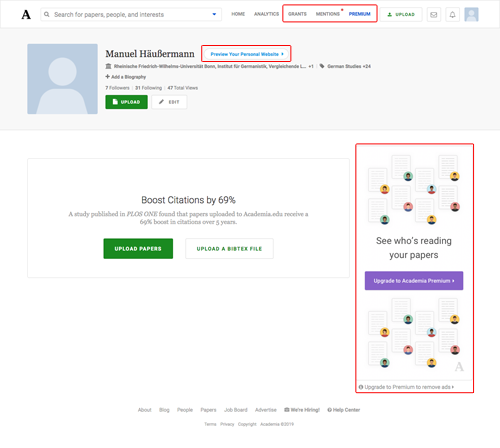 A Search for papers, people, and interests HOME ANALYTICS GRANTS MENTIONS PREMIUM UPLOAD
Manuel Häußermann Preview Your Personal Website
Rheinische Friedrich-Wilhelms-Universität Bonn, Institut für Germanistik, Vergleichende L... +1 German Studies +24
+ Add a Biography
7 Followers | 31 Following | 47 Total Views
UPLOAD EDIT
Boost Citations by 69%
A study published in PLOS ONE found that papers uploaded to Academia.edu receive a
69% boost in citations over 5 years.
UPLOAD PAPERS UPLOAD A BIBTEX FILE
See who's reading
your papers
Upgrade to Academia Premium
A
Upgrade to Premium to remove ads
About Blog People Papers Job Board Advertise We're Hiring! Help Center
Terms Privacy Copyright Academia ©2019